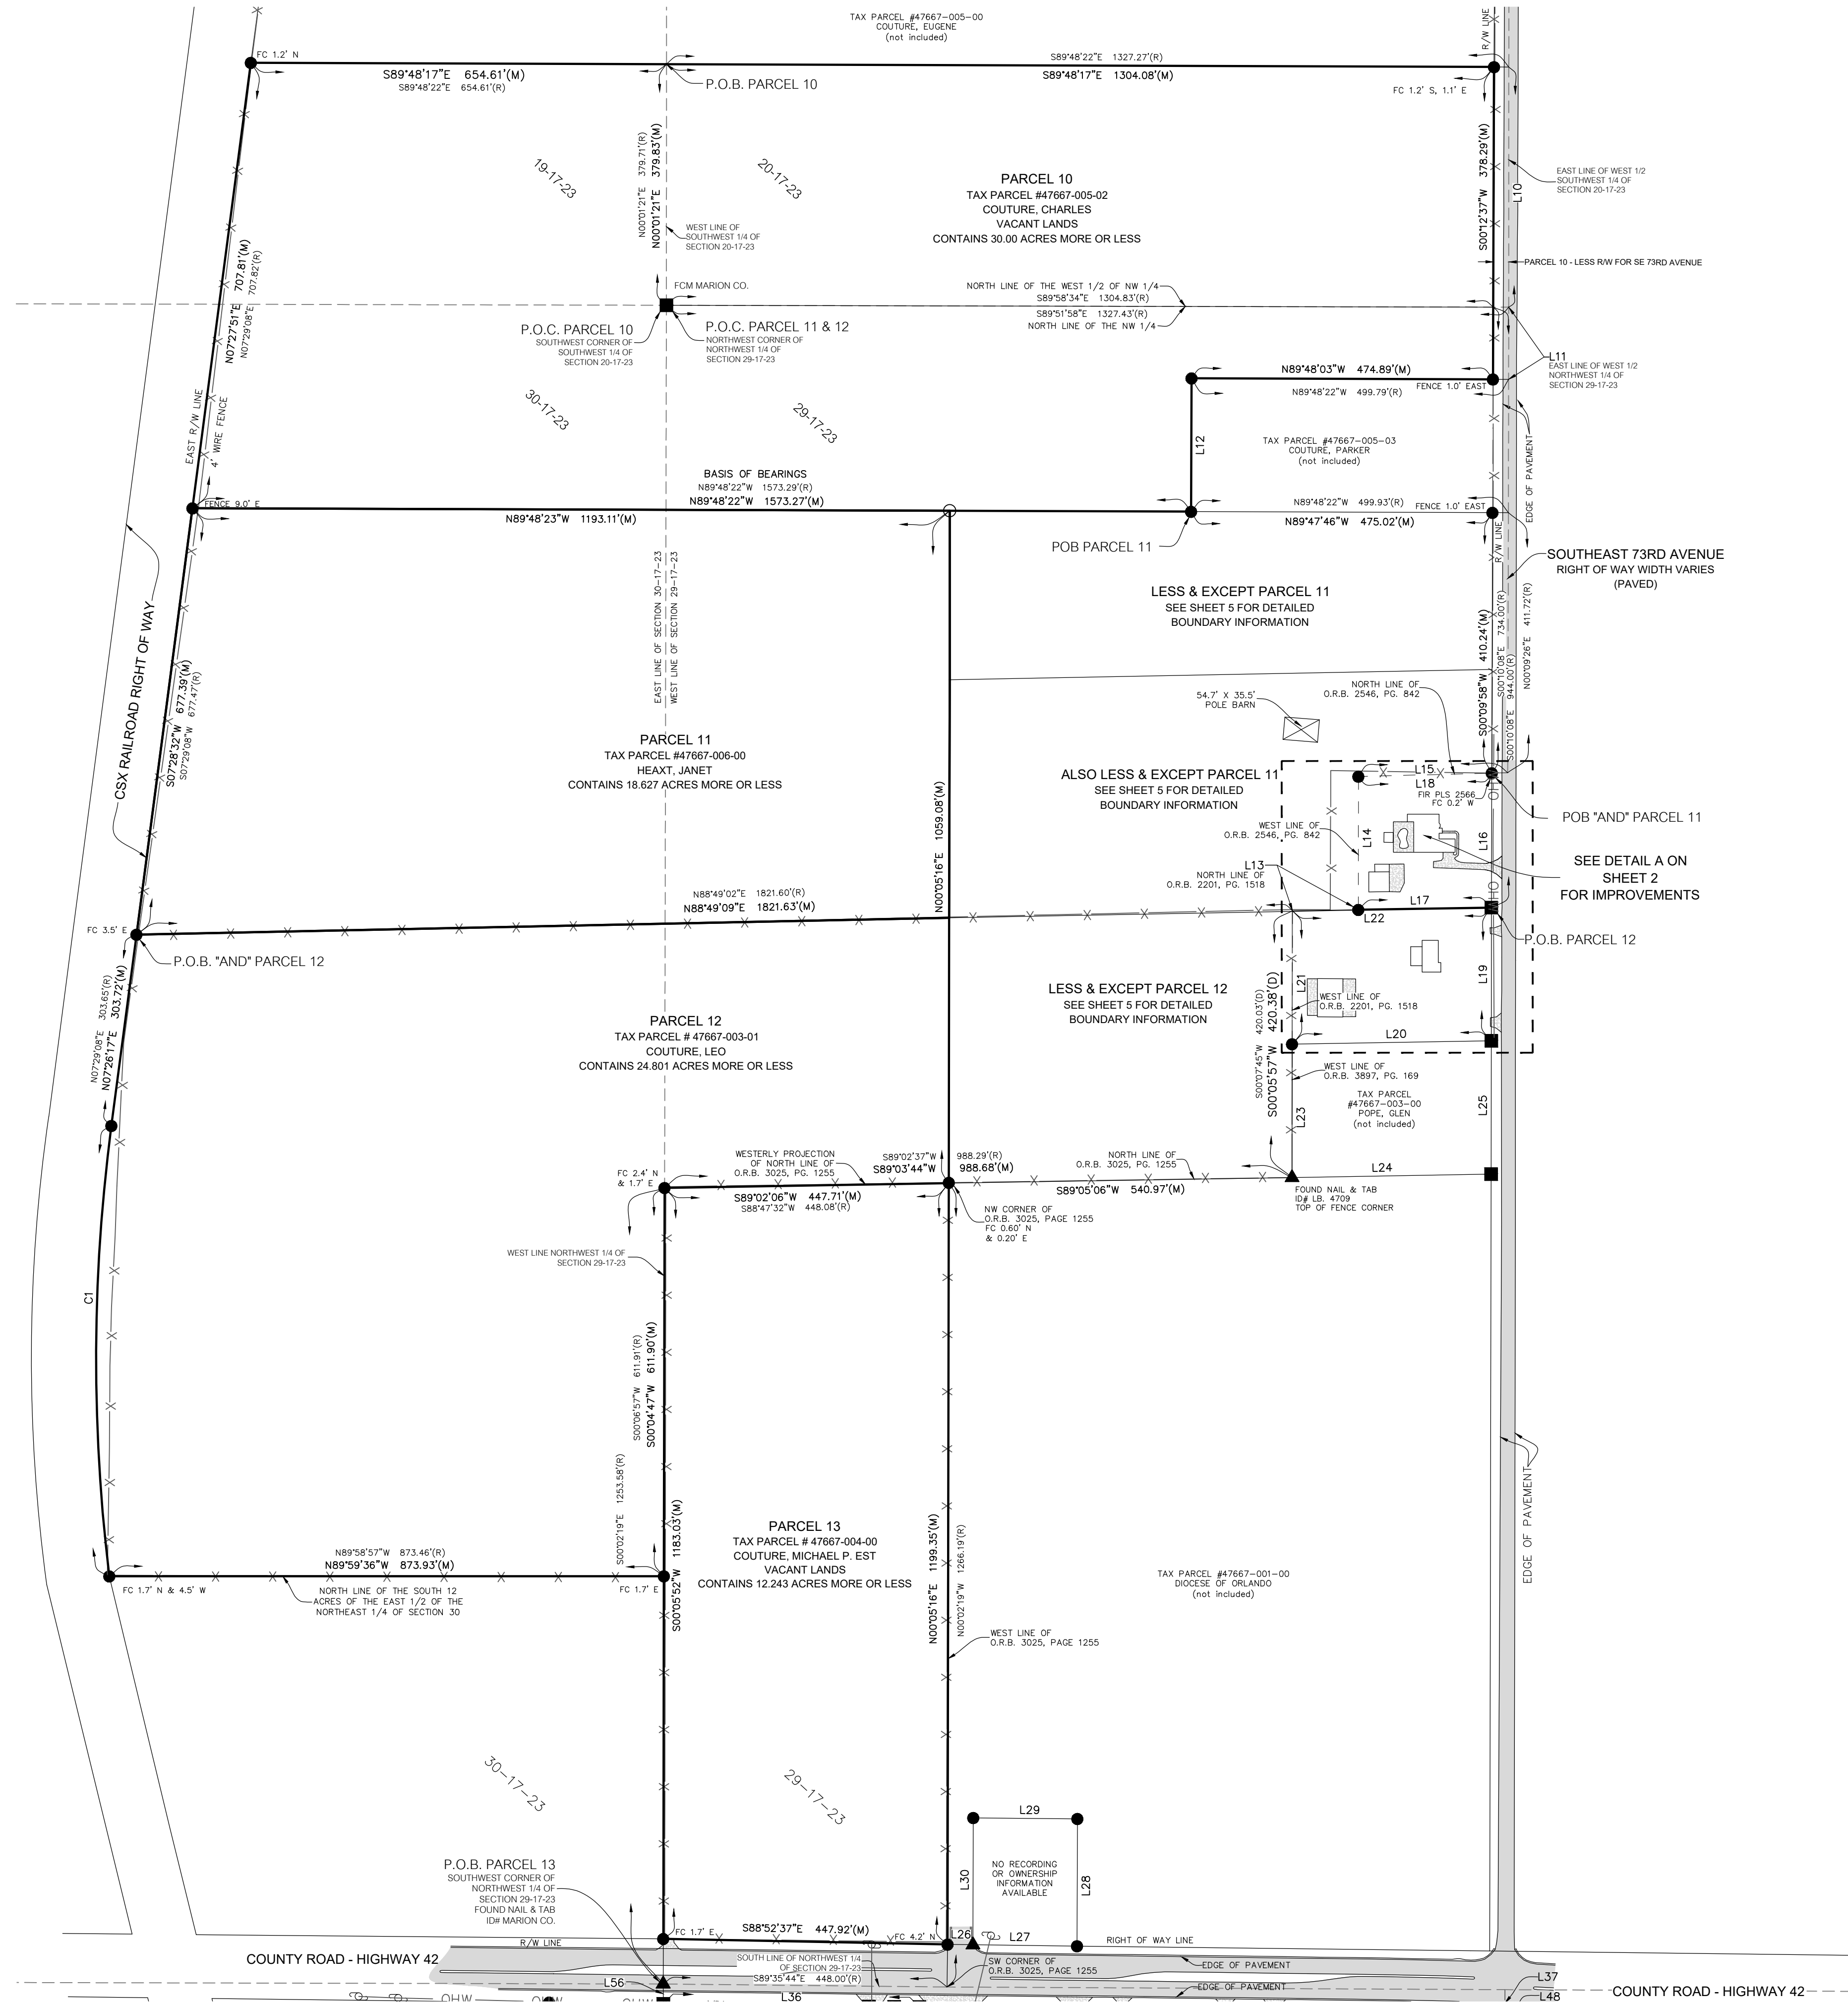 TAX PARCEL #47667-005-00
COUTURE, EUGENE
(not included)
R/W LINE
FC 1.2' N
S89°48'17"E 654.61'(M)
S89°48'22"E 654.61'(R)
P.O.B. PARCEL 10
S89°48'22"E 1327.27'(R)
S89°48'17"E 1304.08'(M)
FC 1.2' S, 1.1' E
N00°01'21"E 379.71'(R)
N00°01'21"E 379.83'(M)
19-17-23
20-17-23
PARCEL 10
TAX PARCEL #47667-005-02
COUTURE, CHARLES
VACANT LANDS
CONTAINS 30.00 ACRES MORE OR LESS
S00°12'37"W 378.29'(M)
L10
EAST LINE OF WEST 1/2
SOUTHWEST 1/4 OF
SECTION 20-17-23
WEST LINE OF
SOUTHWEST 1/4 OF
SECTION 20-17-23
PARCEL 10 - LESS R/W FOR SE 73RD AVENUE
N07°27'51"E 707.81'(M)
N07°29'08"E 707.82'(R)
FCM MARION CO.
NORTH LINE OF THE WEST 1/2 OF NW 1/4
S89°58'34"E 1304.83'(R)
S89°51'58"E 1327.43'(R)
NORTH LINE OF THE NW 1/4
P.O.C. PARCEL 10
SOUTHWEST CORNER OF
SOUTHWEST 1/4 OF
SECTION 20-17-23
P.O.C. PARCEL 11 & 12
NORTHWEST CORNER OF
NORTHWEST 1/4 OF
SECTION 29-17-23
L11
EAST LINE OF WEST 1/2
NORTHWEST 1/4 OF
SECTION 29-17-23
N89°48'03"W 474.89'(M)
FENCE 1.0' EAST
N89°48'22"W 499.79'(R)
30-17-23
29-17-23
EAST R/W LINE
4' WIRE FENCE
L12
TAX PARCEL #47667-005-03
COUTURE, PARKER
(not included)
EDGE OF PAVEMENT
BASIS OF BEARINGS
N89°48'22"W 1573.29'(R)
N89°48'22"W 1573.27'(M)
FENCE 9.0' E
N89°48'23"W 1193.11'(M)
N89°48'22"W 499.93'(R)
FENCE 1.0' EAST
N89°47'46"W 475.02'(M)
POB PARCEL 11
R/W LINE
SOUTHEAST 73RD AVENUE
RIGHT OF WAY WIDTH VARIES
(PAVED)
EAST LINE OF SECTION 30-17-23
WEST LINE OF SECTION 29-17-23
LESS & EXCEPT PARCEL 11
SEE SHEET 5 FOR DETAILED
BOUNDARY INFORMATION
S00°09'58"W 410.24'(M)
S00°10'08"E 734.00'(R)
S00°10'08"E 944.00'(R)
N00°09'26"E 411.72'(R)
CSX RAILROAD RIGHT OF WAY
S07°28'32"W 677.39'(M)
S07°29'08"W 677.47'(R)
54.7' X 35.5'
POLE BARN
NORTH LINE OF
O.R.B. 2546, PG. 842
PARCEL 11
TAX PARCEL #47667-006-00
HEAXT, JANET
CONTAINS 18.627 ACRES MORE OR LESS
ALSO LESS & EXCEPT PARCEL 11
SEE SHEET 5 FOR DETAILED
BOUNDARY INFORMATION
N00°05'16"E 1059.08'(M)
L15
L18
FIR PLS 2566
FC 0.2' W
OHO
POB "AND" PARCEL 11
WEST LINE OF
O.R.B. 2546, PG. 842
L14
L16
L13
NORTH LINE OF
O.R.B. 2201, PG. 1518
SEE DETAIL A ON
SHEET 2
FOR IMPROVEMENTS
N88°49'02"E 1821.60'(R)
N88°49'09"E 1821.63'(M)
OHO
L17
L22
FC 3.5' E
P.O.B. "AND" PARCEL 12
P.O.B. PARCEL 12
N07°29'08"E 303.65'(R)
N07°26'17"E 303.72'(M)
LESS & EXCEPT PARCEL 12
SEE SHEET 5 FOR DETAILED
BOUNDARY INFORMATION
L19
L21
WEST LINE OF
O.R.B. 2201, PG. 1518
PARCEL 12
TAX PARCEL # 47667-003-01
COUTURE, LEO
CONTAINS 24.801 ACRES MORE OR LESS
L20
S00°07'45"W 420.03'(D)
S00°05'57"W 420.38'(D)
WEST LINE OF
O.R.B. 3897, PG. 169
TAX PARCEL
#47667-003-00
POPE, GLEN
(not included)
L23
L25
WESTERLY PROJECTION
OF NORTH LINE OF
O.R.B. 3025, PG. 1255
S89°02'37"W 988.29'(R)
S89°03'44"W 988.68'(M)
NORTH LINE OF
O.R.B. 3025, PG. 1255
L24
FC 2.4' N
& 1.7' E
S89°02'06"W 447.71'(M)
S88°47'32"W 448.08'(R)
S89°05'06"W 540.97'(M)
FOUND NAIL & TAB
ID# LB. 4709
TOP OF FENCE CORNER
NW CORNER OF
O.R.B. 3025, PAGE 1255
FC 0.60' N
& 0.20' E
WEST LINE NORTHWEST 1/4 OF
SECTION 29-17-23
C1
S00°06'57"W 611.91'(R)
S00°04'47"W 611.90'(M)
S00°02'19"E 1253.58'(R)
S00°05'52"W 1183.03'(M)
EDGE OF PAVEMENT
N89°58'57"W 873.46'(R)
N89°59'36"W 873.93'(M)
FC 1.7' N & 4.5' W
NORTH LINE OF THE SOUTH 12
ACRES OF THE EAST 1/2 OF THE
NORTHEAST 1/4 OF SECTION 30
FC 1.7' E
PARCEL 13
TAX PARCEL # 47667-004-00
COUTURE, MICHAEL P. EST
VACANT LANDS
CONTAINS 12.243 ACRES MORE OR LESS
N00°05'16"E 1199.35'(M)
N00°02'19"W 1266.19'(R)
TAX PARCEL #47667-001-00
DIOCESE OF ORLANDO
(not included)
WEST LINE OF
O.R.B. 3025, PAGE 1255
30-17-23
29-17-23
L29
L30
NO RECORDING
OR OWNERSHIP
INFORMATION
AVAILABLE
L28
P.O.B. PARCEL 13
SOUTHWEST CORNER OF
NORTHWEST 1/4 OF
SECTION 29-17-23
FOUND NAIL & TAB
ID# MARION CO.
FC 1.7' E
S88°52'37"E 447.92'(M)
FC 4.2' N
L26
L27
RIGHT OF WAY LINE
R/W LINE
COUNTY ROAD - HIGHWAY 42
SOUTH LINE OF NORTHWEST 1/4
OF SECTION 29-17-23
S89°35'44"E 448.00'(R)
SW CORNER OF
O.R.B. 3025, PAGE 1255
EDGE OF PAVEMENT
EDGE OF PAVEMENT
L56
L36
L37
L48
COUNTY ROAD - HIGHWAY 42
OHW